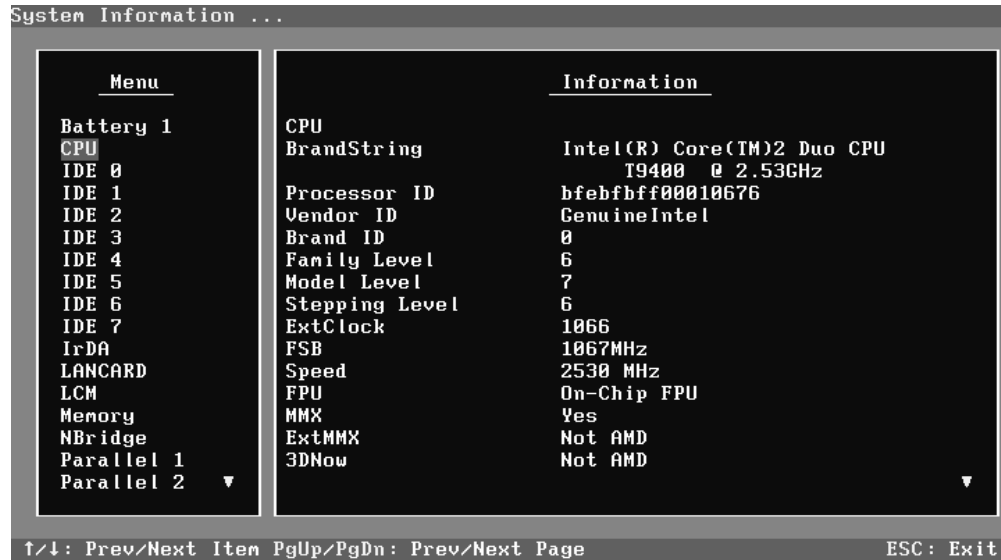 System Information ...
Menu
Battery 1
CPU
IDE 0
IDE 1
IDE 2
IDE 3
IDE 4
IDE 5
IDE 6
IDE 7
IrDA
LANCARD
LCM
Memory
NBridge
Parallel 1
Parallel 2 ▼
Information
CPU
BrandString Intel(R) Core(TM)2 Duo CPU
T9400 @ 2.53GHz
Processor ID bfebfbff00010676
Vendor ID GenuineIntel
Brand ID 0
Family Level 6
Model Level 7
Stepping Level 6
ExtClock 1066
FSB 1067MHz
Speed 2530 MHz
FPU On-Chip FPU
MMX Yes
ExtMMX Not AMD
3DNow Not AMD
▼
↑/↓: Prev/Next Item PgUp/PgDn: Prev/Next Page ESC: Exit